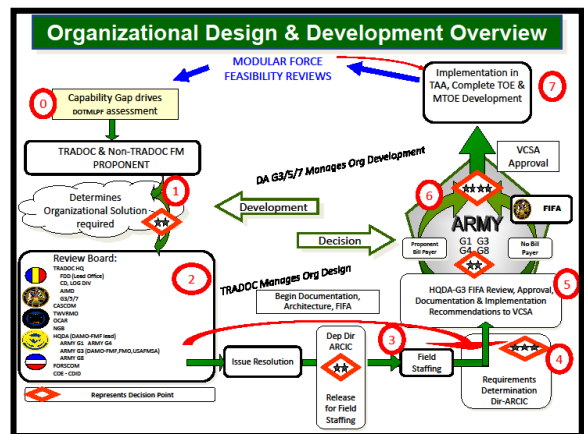 Organizational Design & Development Overview
MODULAR FORCE
FEASIBILITY REVIEWS
0
Capability Gap drives
DOTMLPF assessment
TRADOC & Non-TRADOC FM
PROPONENT
1
Determines
Organizational Solution
required
2
Review Board:
TRADOC HQ
FDD (Lead Office)
CD, LOG DIV
AIMD
G3/5/7
CASCOM
TWVRMO
OCAR
NGB
HQDA (DAMO-FMF lead)
ARMY G1 ARMY G4
ARMY G3 (DAMO-FMF,FMO,USAFMSA)
ARMY G8
FORSCOM
COE - CDID
Represents Decision Point
Implementation in
TAA, Complete TOE &
MTOE Development
7
VCSA
Approval
DA G3/5/7 Manages Org Development
6
FIFA
Development
Decision
ARMY
G1 G3
G4 G8
Proponent
Bill Payer
No Bill
Payer
TRADOC Manages Org Design
Begin Documentation,
Architecture, FIFA
5
HQDA-G3 FIFA Review, Approval,
Documentation & Implementation
Recommendations to VCSA
Issue Resolution
Dep Dir
ARCIC
Release
for Field
Staffing
3
Field
Staffing
4
Requirements
Determination
Dir-ARCIC